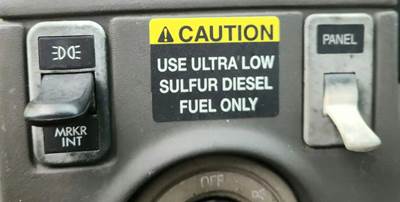 ⚠ CAUTION
USE ULTRA LOW
SULFUR DIESEL
FUEL ONLY
MRKR
INT
PANEL
OFF